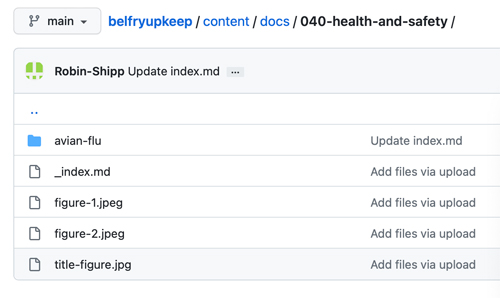 main belfryupkeep / content / docs / 040-health-and-safety /
Robin-Shipp Update index.md ...
..
avian-flu Update index.md
_index.md Add files via upload
figure-1.jpeg Add files via upload
figure-2.jpeg Add files via upload
title-figure.jpg Add files via upload